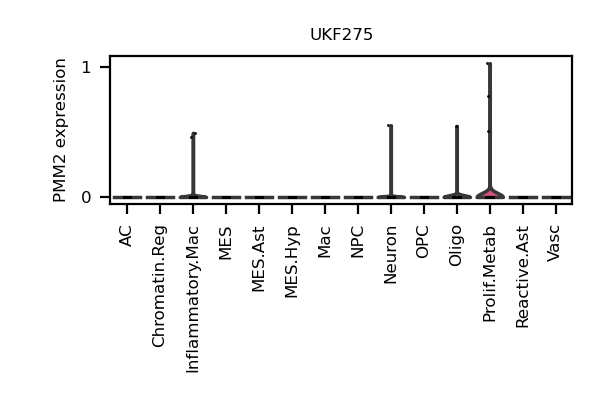 UKF275
PMM2 expression
1
0
AC
Chromatin.Reg
Inflammatory.Mac
MES
MES.Ast
MES.Hyp
Mac
NPC
Neuron
OPC
Oligo
Prolif.Metab
Reactive.Ast
Vasc